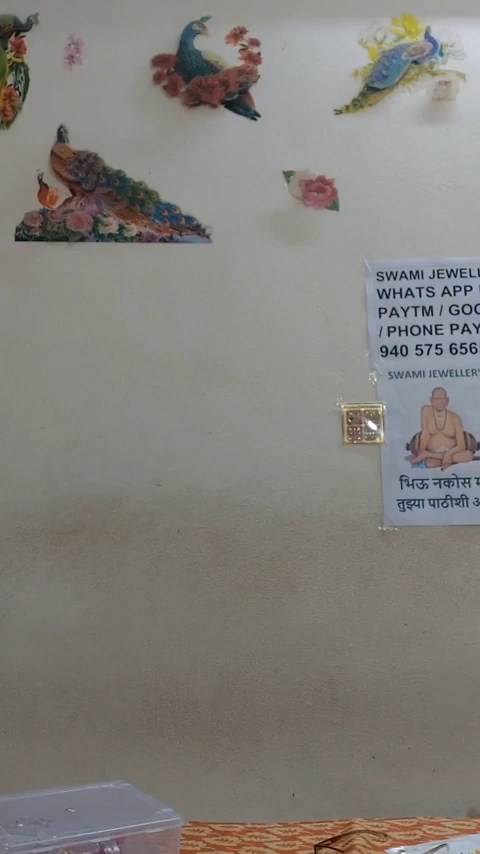 SWAMI JEWELL
WHATS APP
PAYTM / GOO
/ PHONE PAY
940 575 656
SWAMI JEWELLERY
भिऊ नकोस म
तुझ्या पाठीशी अ